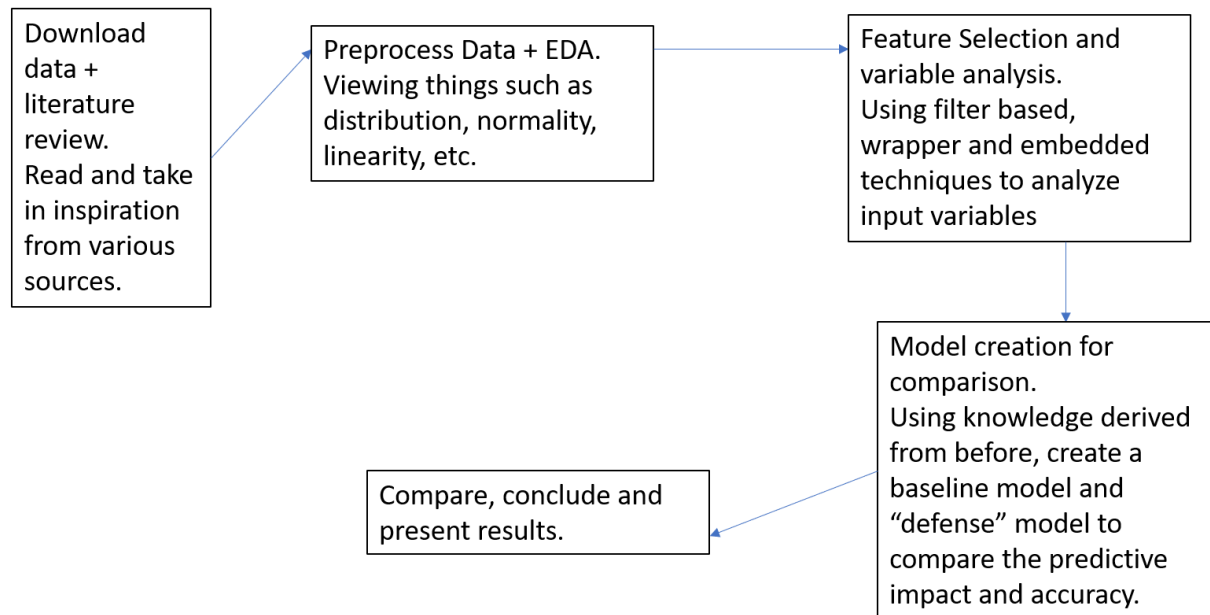 Download
data +
literature
review.
Read and take
in inspiration
from various
sources.
Preprocess Data + EDA.
Viewing things such as
distribution, normality,
linearity, etc.
Feature Selection and
variable analysis.
Using filter based,
wrapper and embedded
techniques to analyze
input variables
Model creation for
comparison.
Using knowledge derived
from before, create a
baseline model and
“defense” model to
compare the predictive
impact and accuracy.
Compare, conclude and
present results.